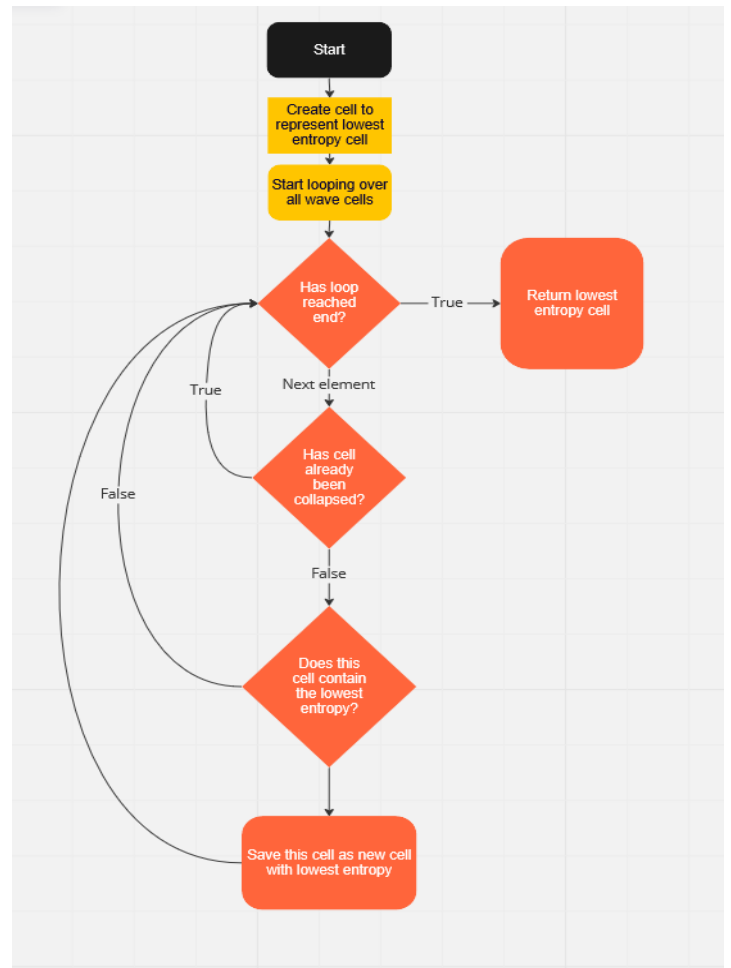 Start
Create cell to
represent lowest
entropy cell
Start looping over
all wave cells
Has loop
reached
end?
True
Return lowest
entropy cell
Next element
True
Has cell
already
been
collapsed?
False
False
Does this
cell contain
the lowest
entropy?
Save this cell as new cell
with lowest entropy